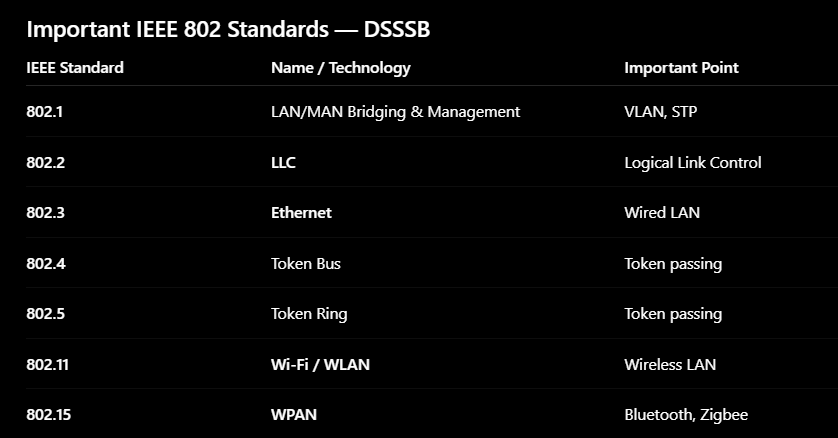 Important IEEE 802 Standards — DSSSB
IEEE Standard Name / Technology Important Point
802.1 LAN/MAN Bridging & Management VLAN, STP
802.2 LLC Logical Link Control
802.3 Ethernet Wired LAN
802.4 Token Bus Token passing
802.5 Token Ring Token passing
802.11 Wi-Fi / WLAN Wireless LAN
802.15 WPAN Bluetooth, Zigbee